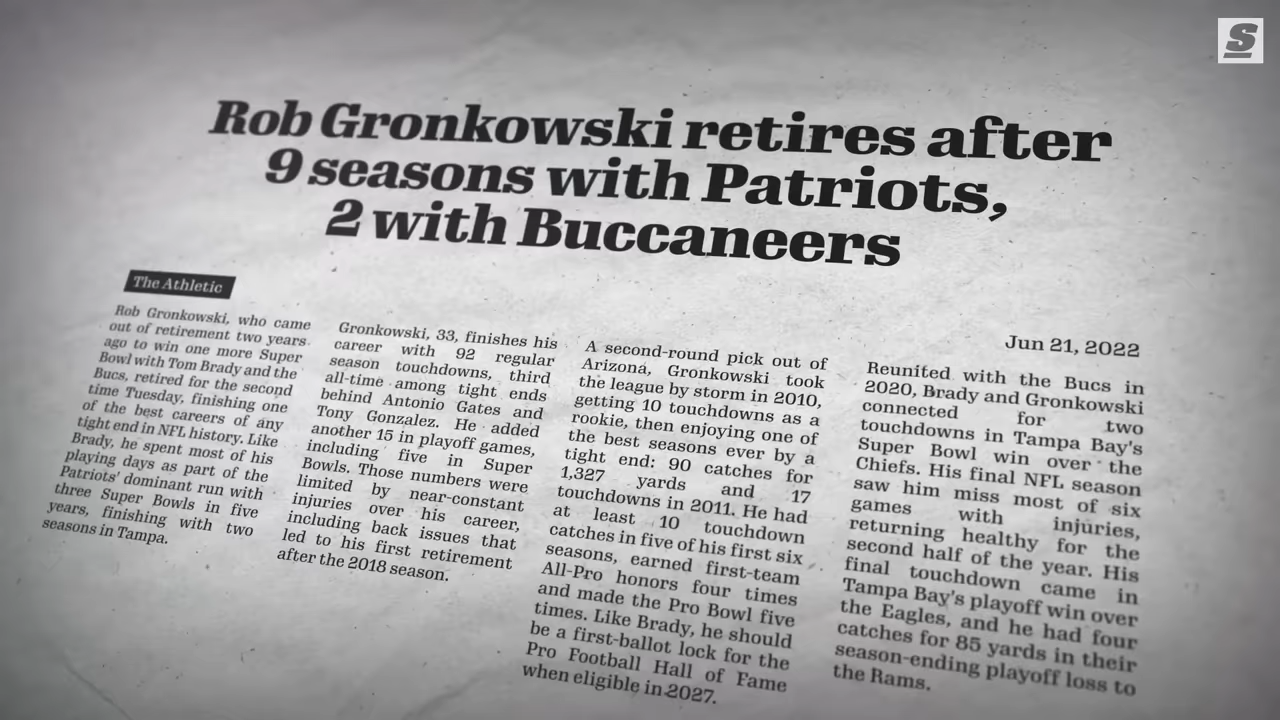 S
Rob Gronkowski retires after
9 seasons with Patriots,
2 with Buccaneers
The Athletic
Jun 21, 2022
Rob Gronkowski, who came
out of retirement two years
ago to win one more Super
Bowl with Tom Brady and the
Bucs, retired for the second
time Tuesday, finishing one
of the best careers of any
tight end in NFL history. Like
Brady, he spent most of his
playing days as part of the
Patriots' dominant run with
three Super Bowls in five
years, finishing with two
seasons in Tampa.
Gronkowski, 33, finishes his
career with 92 regular
season touchdowns, third
all-time among tight ends
behind Antonio Gates and
Tony Gonzalez. He added
another 15 in playoff games,
including five in Super
Bowls. Those numbers were
limited by near-constant
injuries over his career,
including back issues that
led to his first retirement
after the 2018 season.
A second-round pick out of
Arizona, Gronkowski took
the league by storm in 2010,
getting 10 touchdowns as a
rookie, then enjoying one of
the best seasons ever by a
tight end: 90 catches for
1,327 yards and 17
touchdowns in 2011. He had
at least 10 touchdown
catches in five of his first six
seasons, earned first-team
All-Pro honors four times
and made the Pro Bowl five
times. Like Brady, he should
be a first-ballot lock for the
Pro Football Hall of Fame
when eligible in 2027.
Reunited with the Bucs in
2020, Brady and Gronkowski
connected for two
touchdowns in Tampa Bay's
Super Bowl win over the
Chiefs. His final NFL season
saw him miss most of six
games with injuries,
returning healthy for the
second half of the year. His
final touchdown came in
Tampa Bay's playoff win over
the Eagles, and he had four
catches for 85 yards in their
season-ending playoff loss to
the Rams.